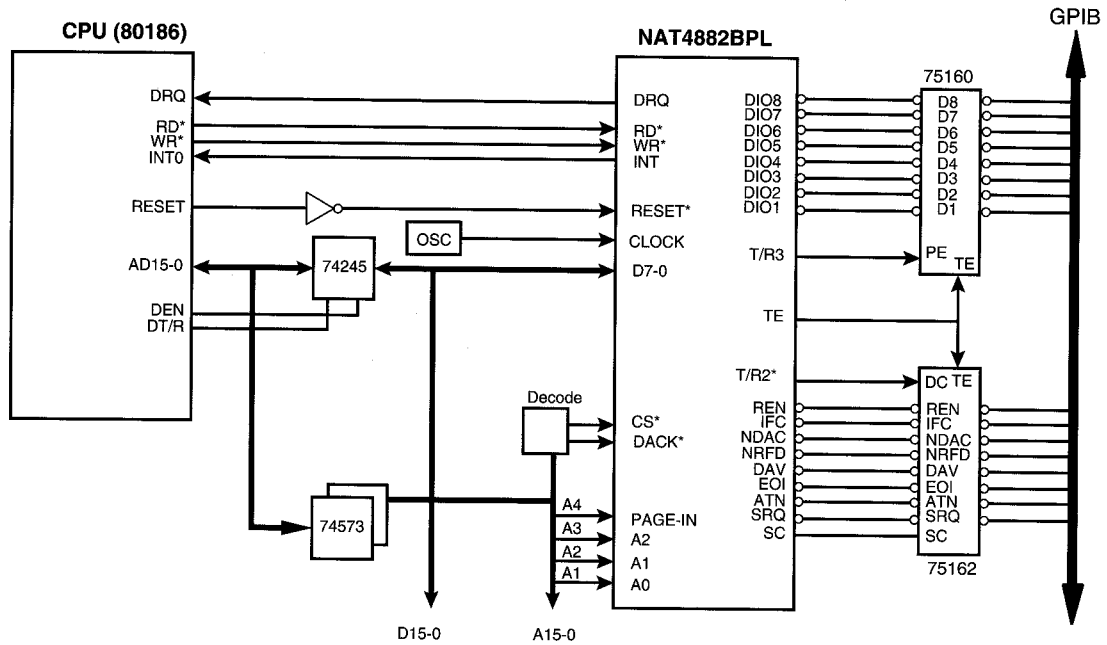 GPIB
CPU (80186)
NAT4882BPL
75160
DRQ
RD*
WR*
INT0
RESET
AD15-0
DEN
DT/R
OSC
74245
Decode
74573
A4
A3
A2
A1
D15-0
A15-0
DRQ
RD*
WR*
INT
RESET*
CLOCK
D7-0
CS*
DACK*
PAGE-IN
A2
A1
A0
DIO8
DIO7
DIO6
DIO5
DIO4
DIO3
DIO2
DIO1
T/R3
TE
T/R2*
REN
IFC
NDAC
NRFD
DAV
EOI
ATN
SRQ
SC
D8
D7
D6
D5
D4
D3
D2
D1
PE
TE
DC TE
REN
IFC
NDAC
NRFD
DAV
EOI
ATN
SRQ
SC
75162